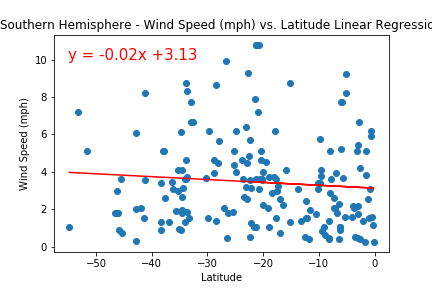 Southern Hemisphere - Wind Speed (mph) vs. Latitude Linear Regressio
y = -0.02x +3.13
10
8
6
4
2
0
Wind Speed (mph)
−50 −40 −30 −20 −10 0
Latitude